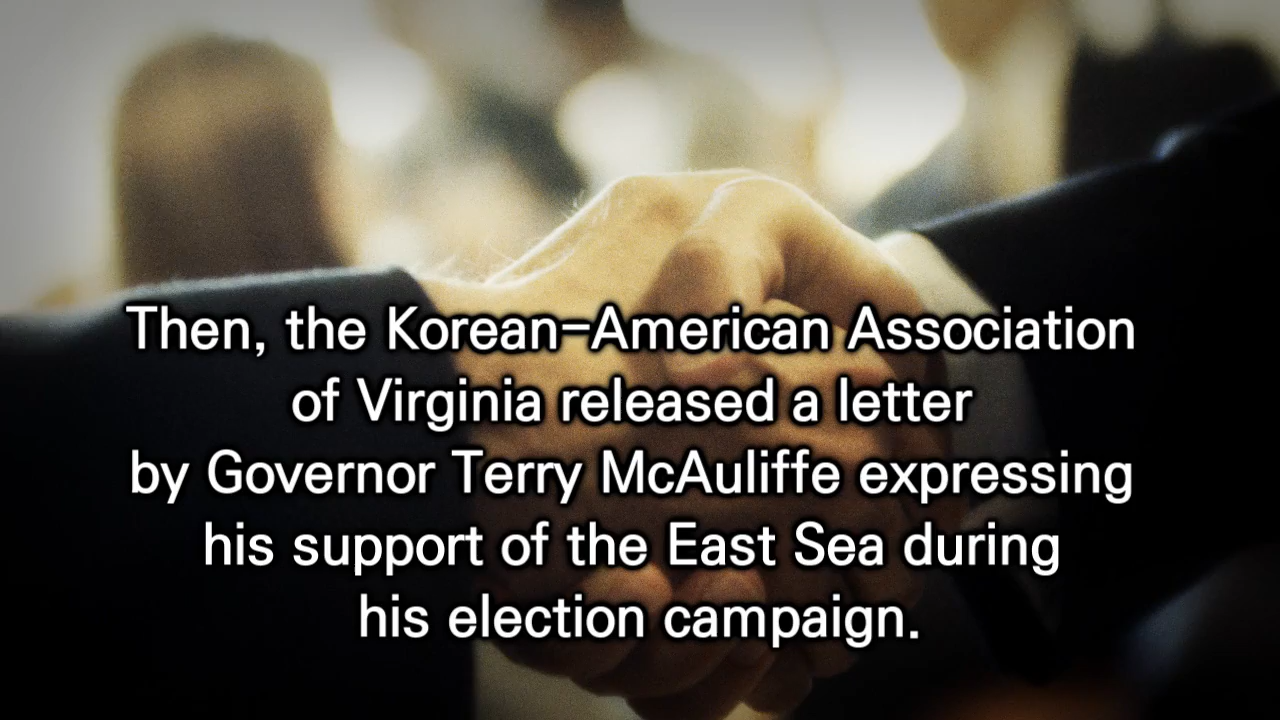 Then, the Korean-American Association
of Virginia released a letter
by Governor Terry McAuliffe expressing
his support of the East Sea during
his election campaign.